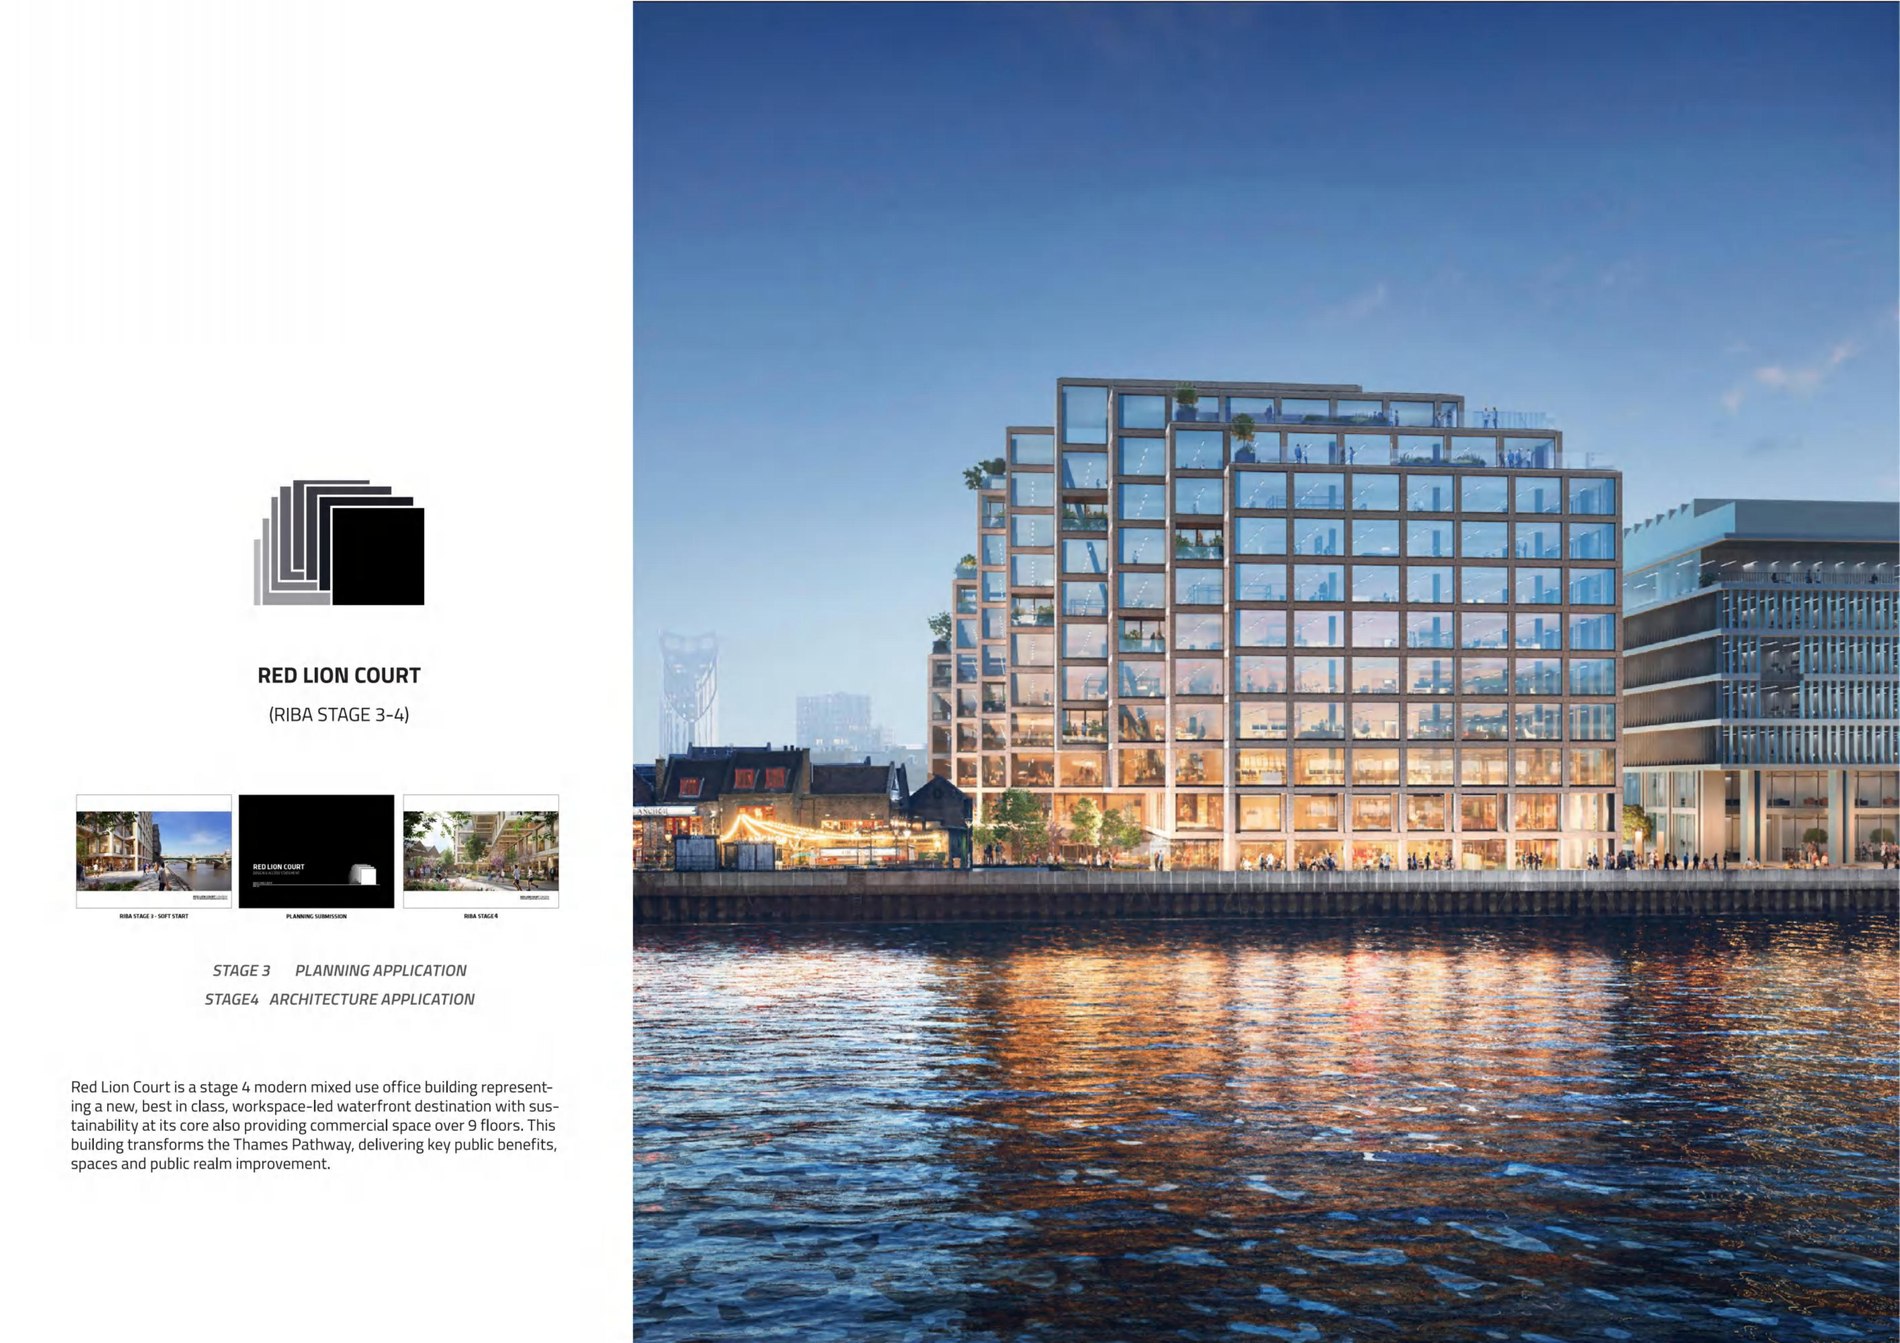 RED LION COURT
(RIBA STAGE 3-4)
RED LION COURT
RIBA STAGE 3 - SOFT START
PLANNING SUBMISSION
RIBA STAGE4
STAGE 3 PLANNING APPLICATION
STAGE4 ARCHITECTURE APPLICATION
Red Lion Court is a stage 4 modern mixed use office building represent-
ing a new, best in class, workspace-led waterfront destination with sus-
tainability at its core also providing commercial space over 9 floors. This
building transforms the Thames Pathway, delivering key public benefits,
spaces and public realm improvement.
ANCHOR